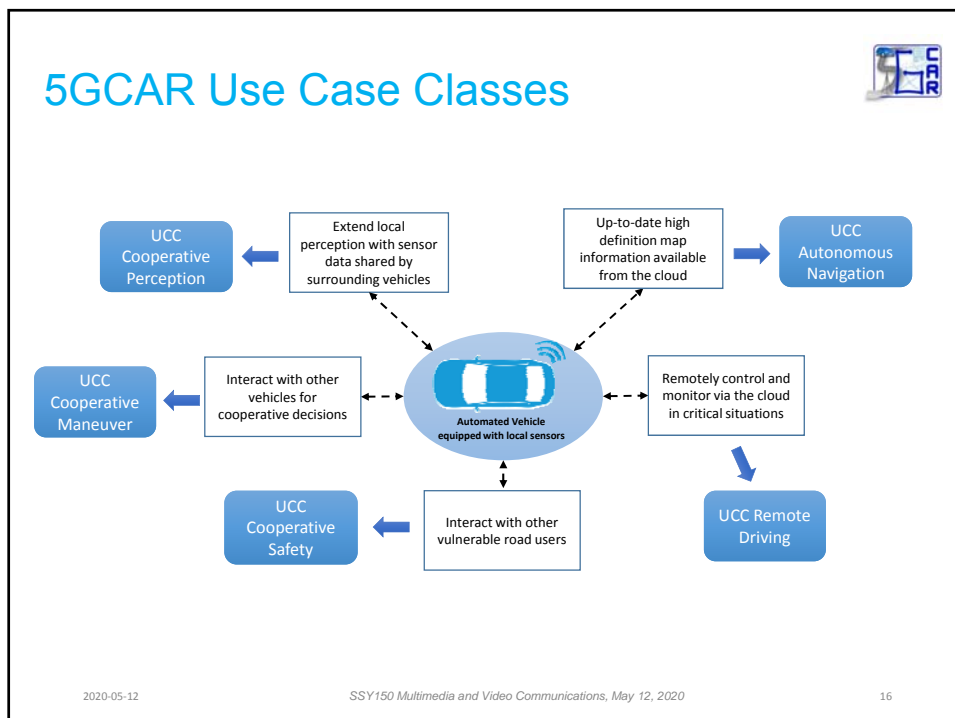 5GCAR Use Case Classes
5G
CAR
UCC
Cooperative
Perception
Extend local
perception with sensor
data shared by
surrounding vehicles
Up-to-date high
definition map
information available
from the cloud
UCC
Autonomous
Navigation
UCC
Cooperative
Maneuver
Interact with other
vehicles for
cooperative decisions
Automated Vehicle
equipped with local sensors
Remotely control and
monitor via the cloud
in critical situations
UCC
Cooperative
Safety
Interact with other
vulnerable road users
UCC Remote
Driving
2020-05-12
SSY150 Multimedia and Video Communications, May 12, 2020
16